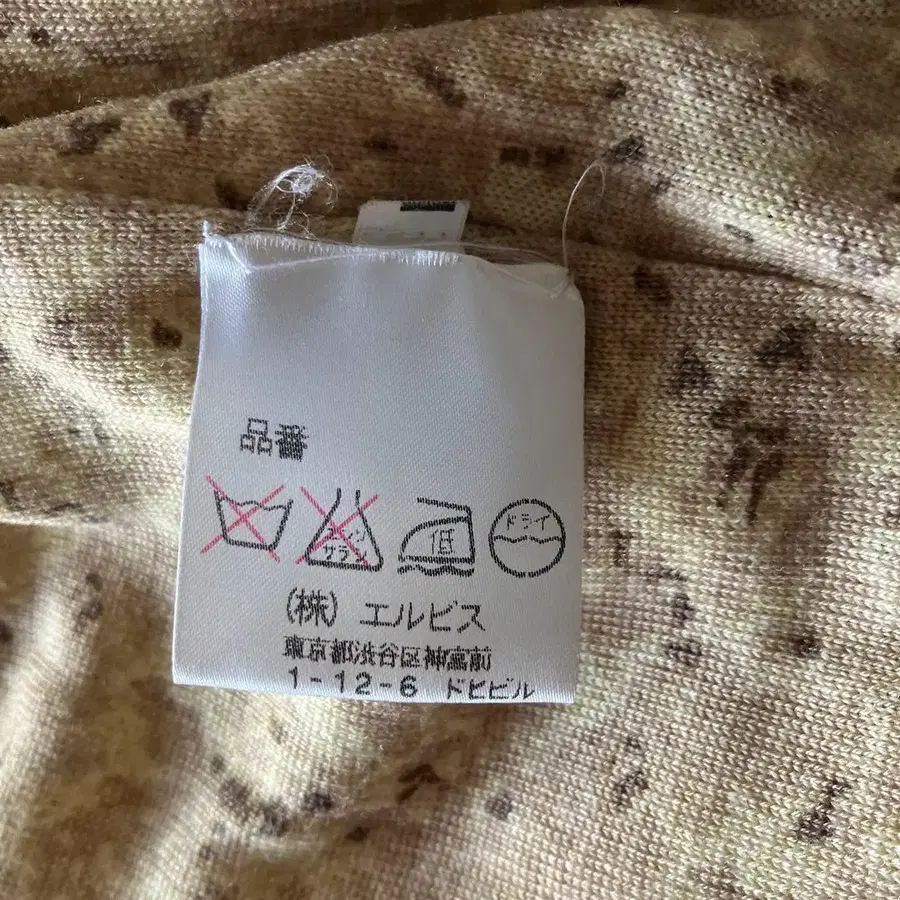 品番
エンソ サラシ 低 ドライ
(株) エルビス
東京都渋谷区神宮前
1-12-6 ドヒビル